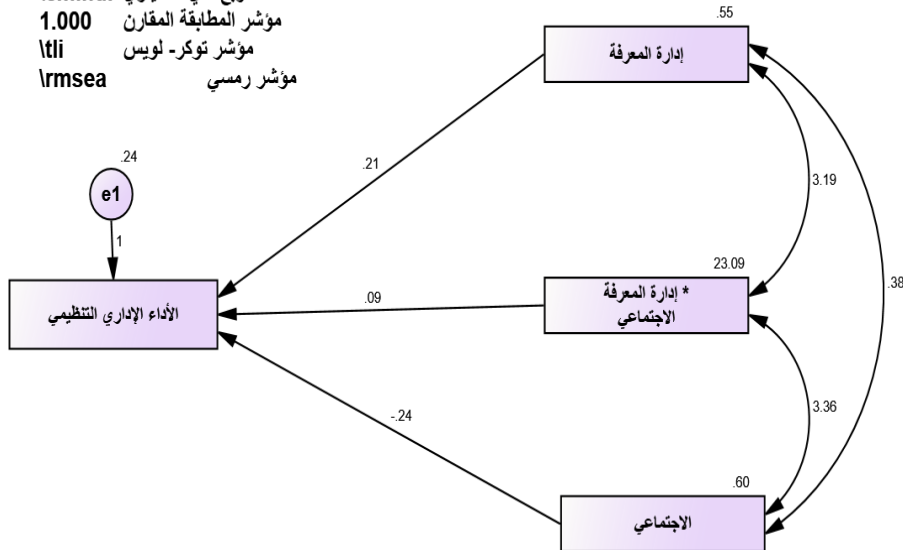 مؤشر المطابقة المقارن 1.000
مؤشر توكر- لويس \tli
مؤشر رمسي \rmsea
.55
إدارة المعرفة
.24
e1
1
.21
3.19
.38
23.09
* إدارة المعرفة
الاجتماعي
.09
الأداء الإداري التنظيمي
3.36
-.24
.60
الاجتماعي